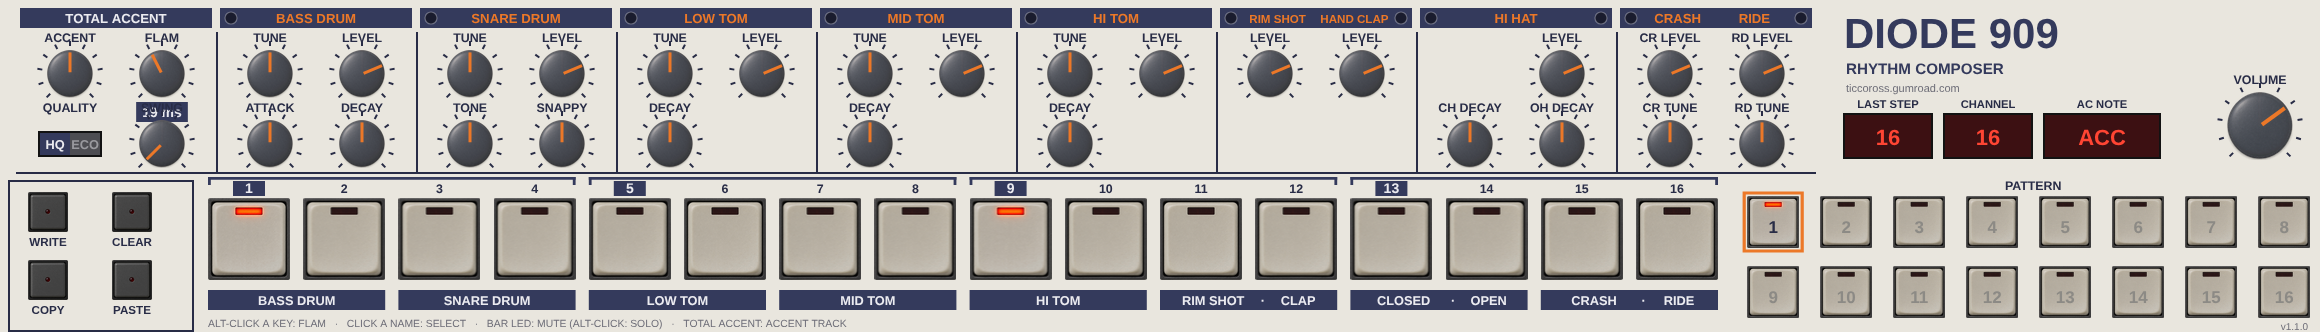 TOTAL ACCENT BASS DRUM SNARE DRUM LOW TOM MID TOM HI TOM RIM SHOT HAND CLAP HI HAT CRASH RIDE
DIODE 909
ACCENT FLAM TUNE LEVEL TUNE LEVEL TUNE LEVEL TUNE LEVEL TUNE LEVEL LEVEL LEVEL LEVEL CR LEVEL RD LEVEL
RHYTHM COMPOSER
VOLUME
ticcoross.gumroad.com
QUALITY ATTACK DECAY TONE SNAPPY DECAY DECAY DECAY CH DECAY OH DECAY CR TUNE RD TUNE
LAST STEP CHANNEL AC NOTE
HQ ECO
16 16 ACC
1 2 3 4 5 6 7 8 9 10 11 12 13 14 15 16
PATTERN
1 2 3 4 5 6 7 8
WRITE CLEAR
9 10 11 12 13 14 15 16
COPY PASTE
BASS DRUM SNARE DRUM LOW TOM MID TOM HI TOM RIM SHOT · CLAP CLOSED · OPEN CRASH · RIDE
ALT-CLICK A KEY: FLAM · CLICK A NAME: SELECT · BAR LED: MUTE (ALT-CLICK: SOLO) · TOTAL ACCENT: ACCENT TRACK
v1.1.0